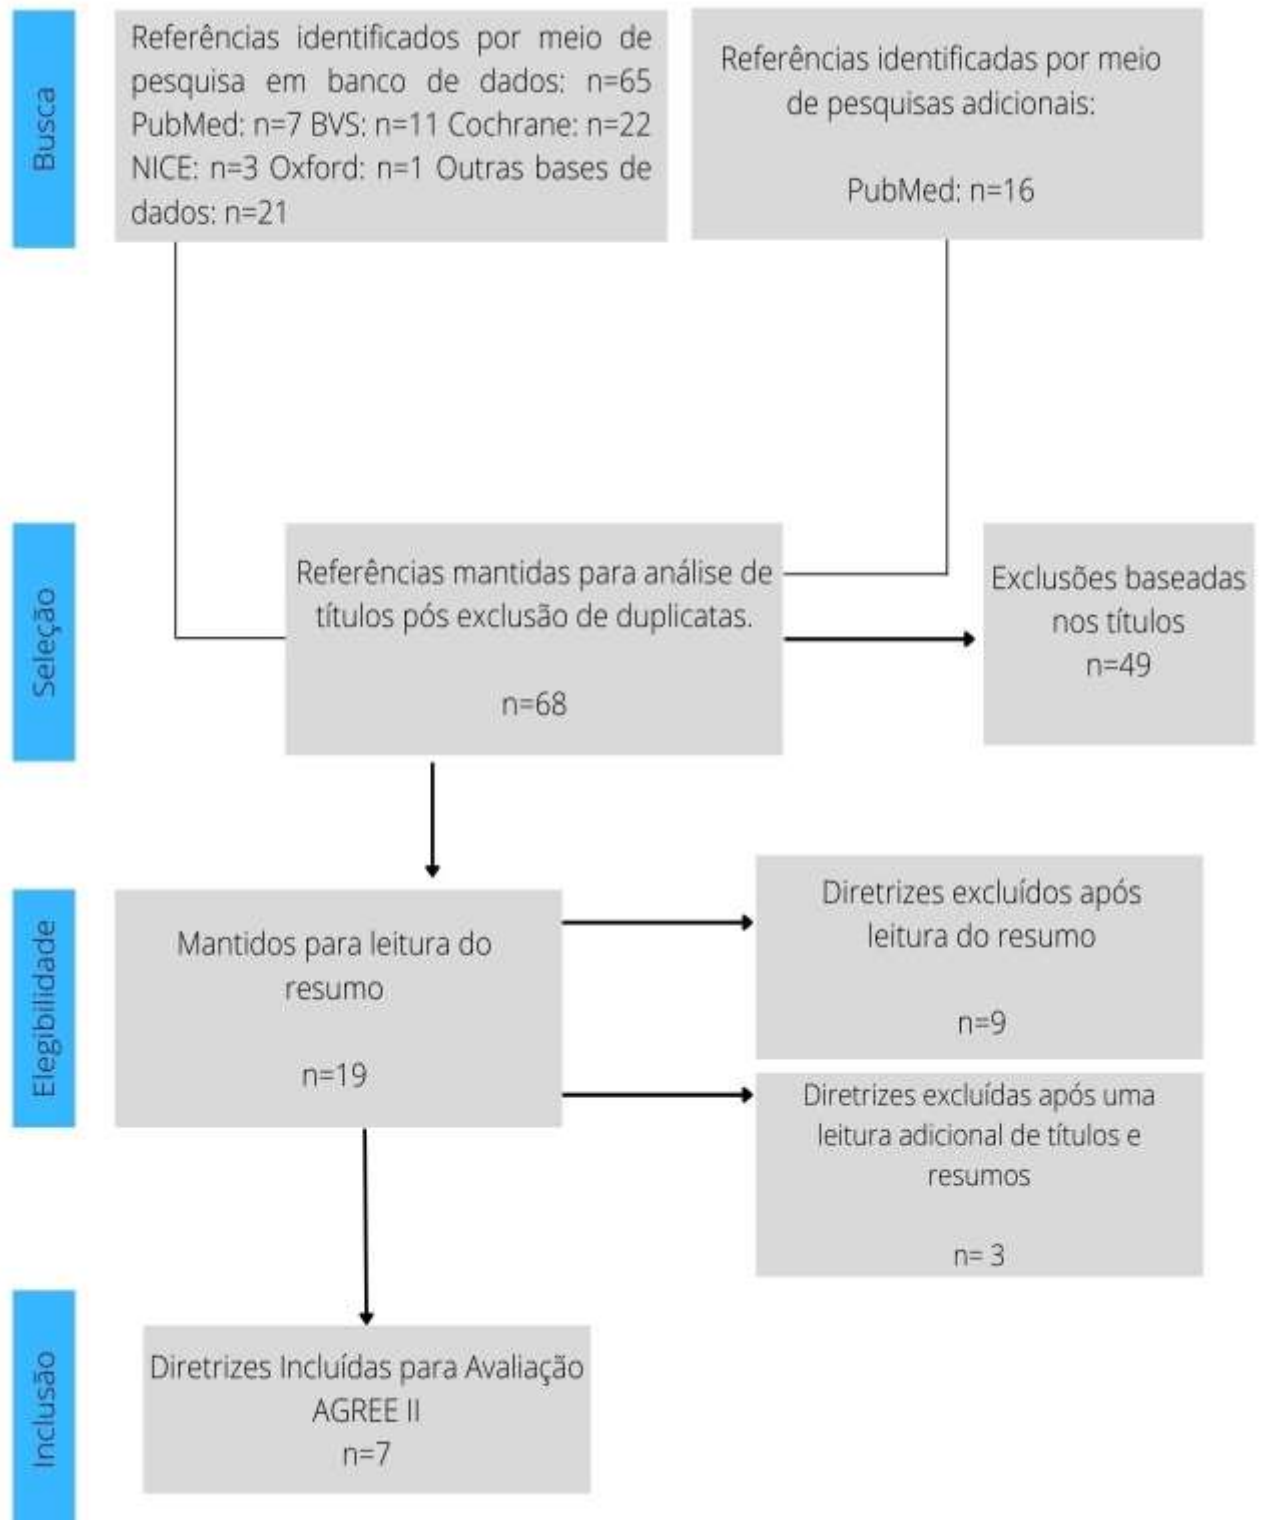 Busca
Referências identificados por meio de
pesquisa em banco de dados: n=65
PubMed: n=7 BVS: n=11 Cochrane: n=22
NICE: n=3 Oxford: n=1 Outras bases de
dados: n=21
Referências identificadas por meio
de pesquisas adicionais:
PubMed: n=16
Seleção
Referências mantidas para análise de
títulos pós exclusão de duplicatas.
n=68
Exclusões baseadas
nos títulos
n=49
Elegibilidade
Mantidos para leitura do
resumo
n=19
Diretrizes excluídos após
leitura do resumo
n=9
Diretrizes excluídas após uma
leitura adicional de títulos e
resumos
n= 3
Inclusão
Diretrizes Incluídas para Avaliação
AGREE II
n=7